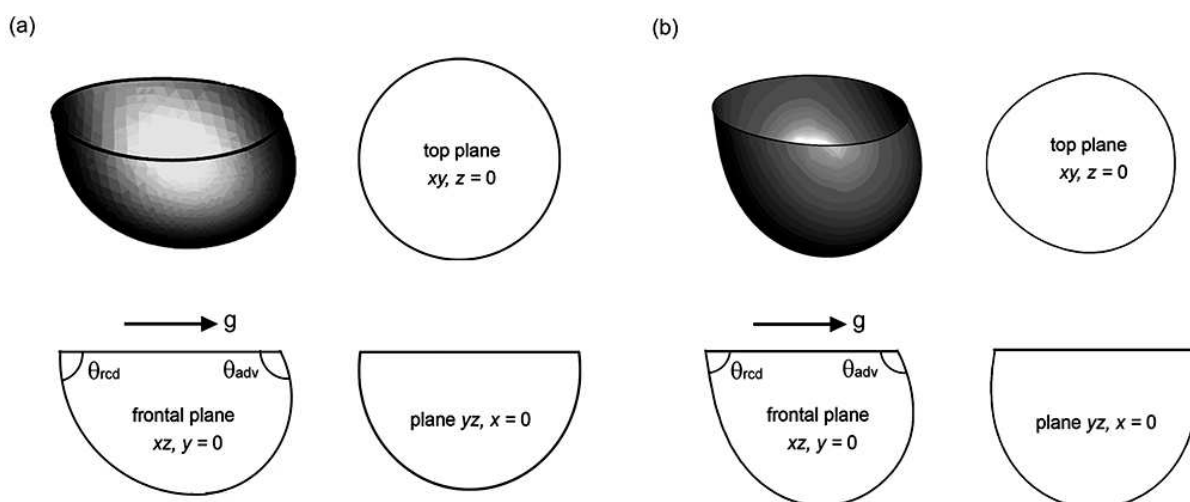 (a)
top plane
xy, z = 0
g
θrcd
θadv
frontal plane
xz, y = 0
plane yz, x = 0
(b)
top plane
xy, z = 0
g
θrcd
θadv
frontal plane
xz, y = 0
plane yz, x = 0